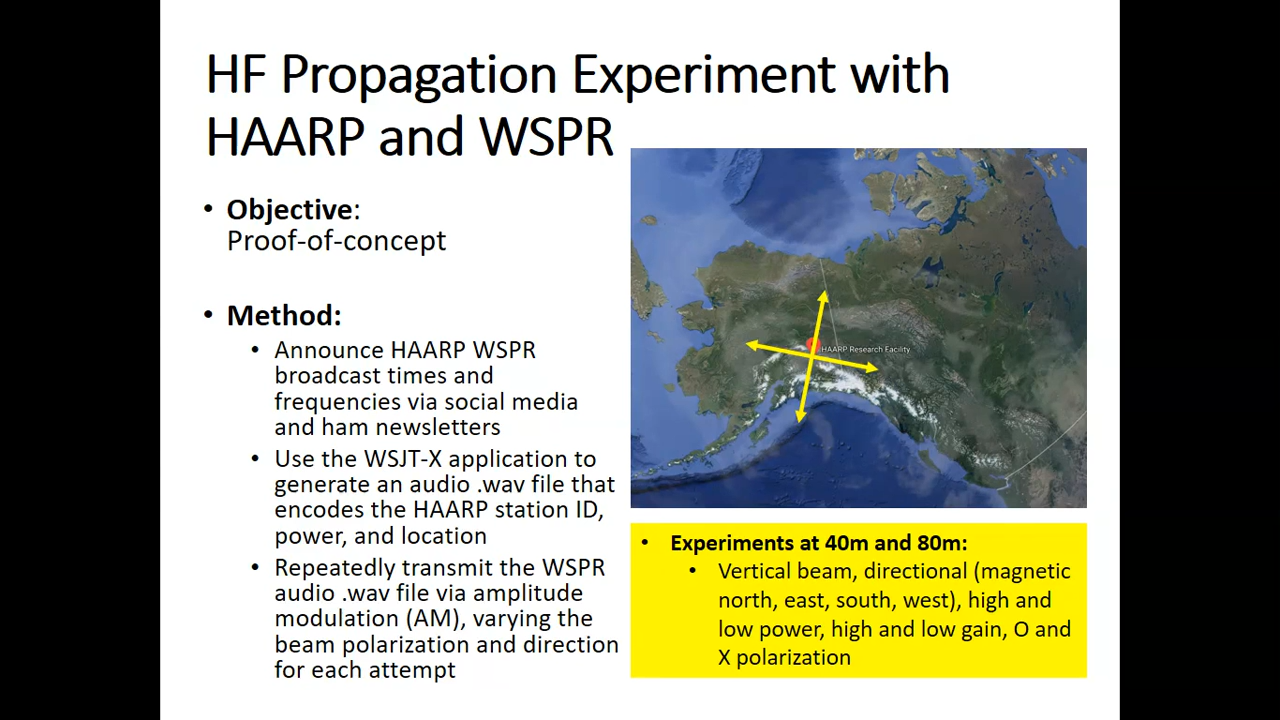 HF Propagation Experiment with
HAARP and WSPR
• Objective:
Proof-of-concept
• Method:
• Announce HAARP WSPR
broadcast times and
frequencies via social media
and ham newsletters
• Use the WSJT-X application to
generate an audio .wav file that
encodes the HAARP station ID,
power, and location
• Repeatedly transmit the WSPR
audio .wav file via amplitude
modulation (AM), varying the
beam polarization and direction
for each attempt
HAARP Research Facility
• Experiments at 40m and 80m:
• Vertical beam, directional (magnetic
north, east, south, west), high and
low power, high and low gain, O and
X polarization